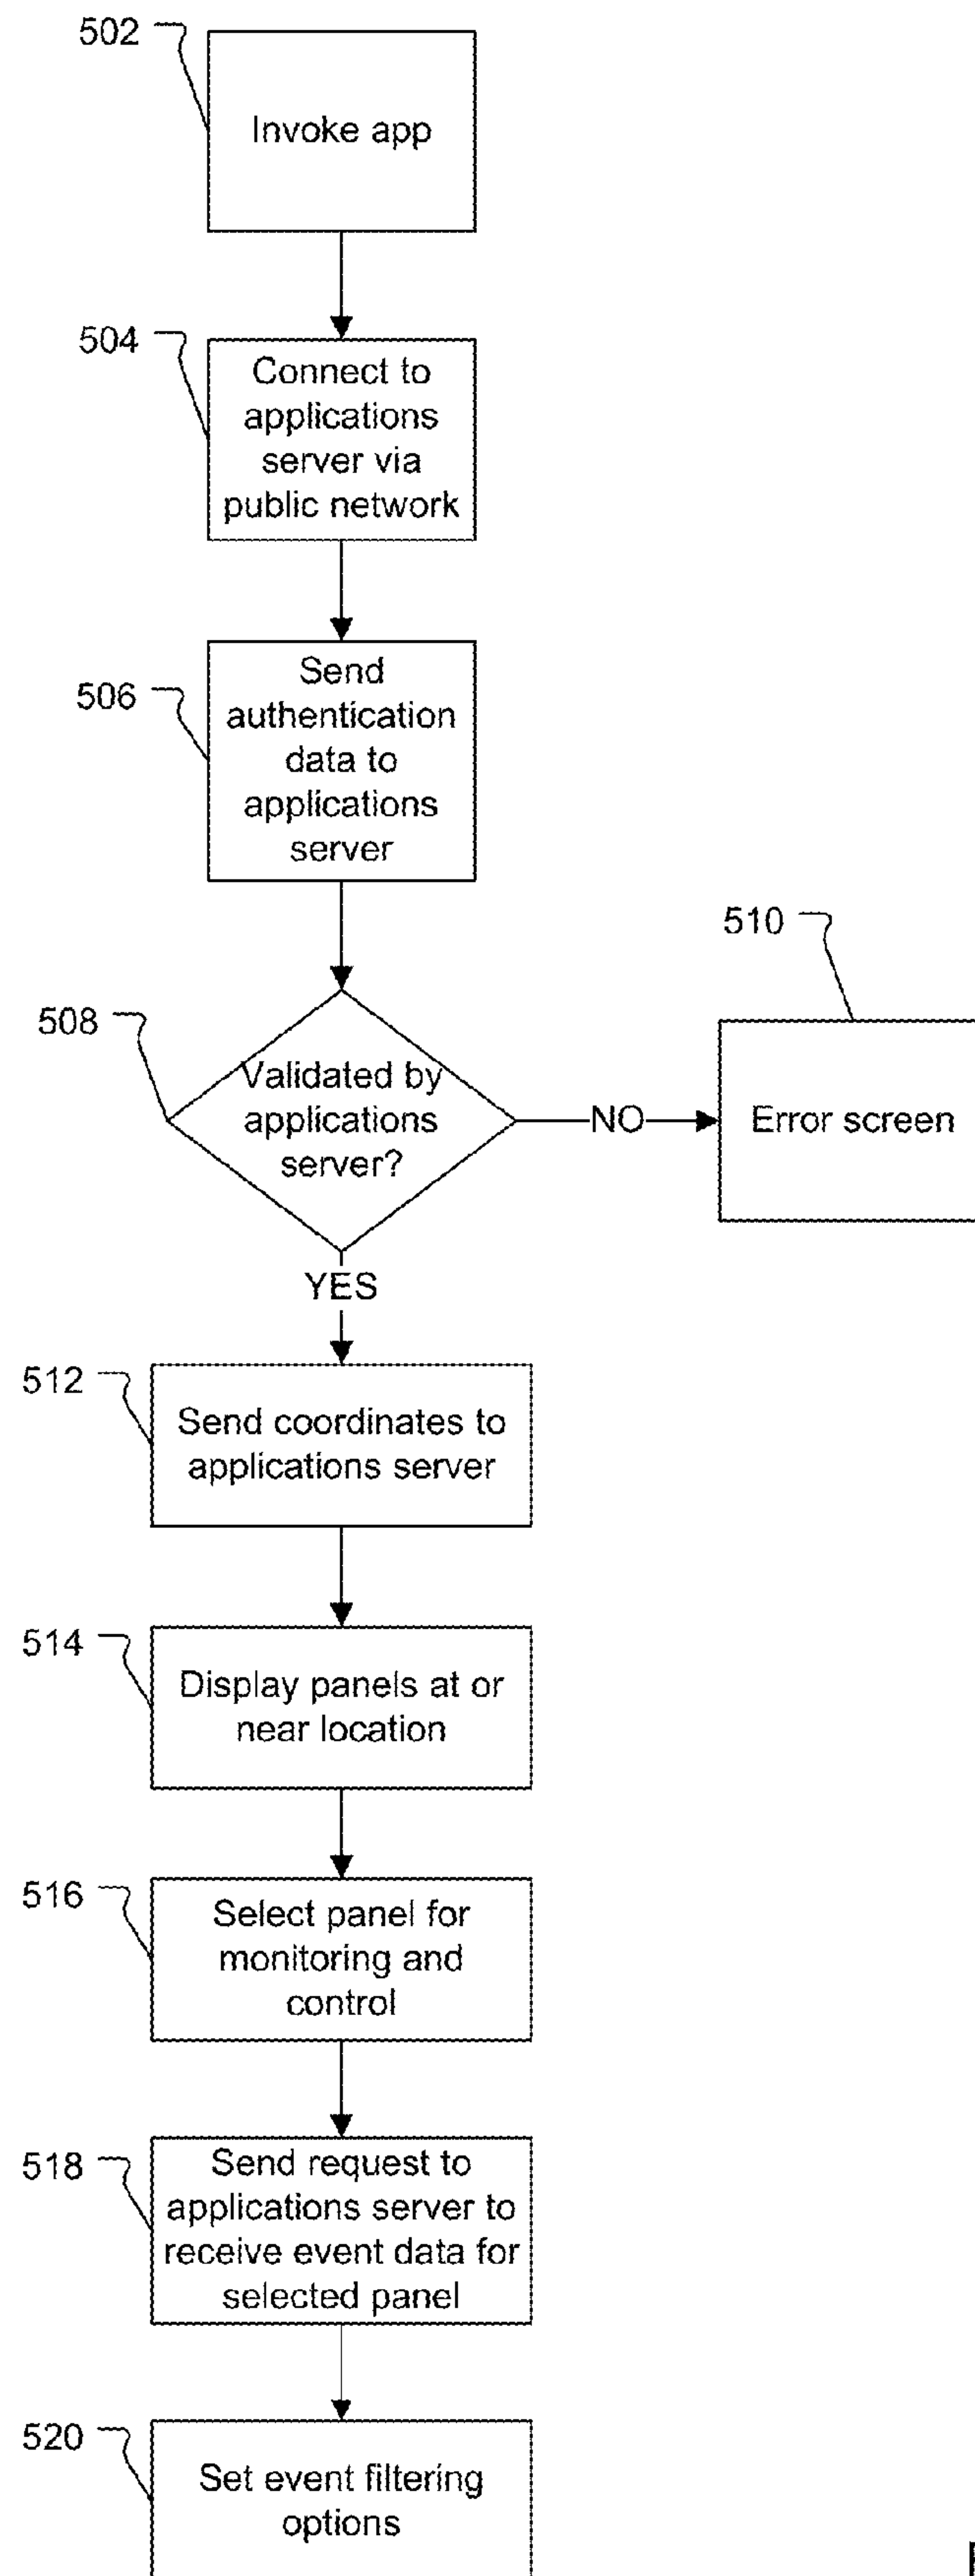 502
Invoke app
504
Connect to
applications
server via
public network
506
Send
authentication
data to
applications
server
508
Validated by
applications
server?
NO
510
Error screen
YES
512
Send coordinates to
applications server
514
Display panels at or
near location
516
Select panel for
monitoring and
control
518
Send request to
applications server to
receive event data for
selected panel
520
Set event filtering
options